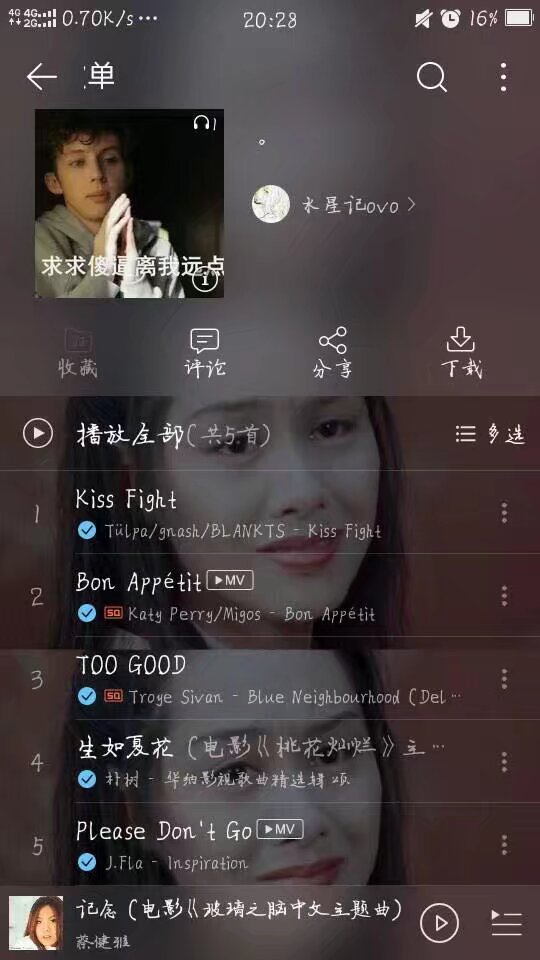 4G 4G 2G 0.70K/s ... 20:28 16%
单
1
。
水星记ovo
求求傻逼离我远点
收藏 评论 分享 下载
播放全部(共5首) 多选
1 Kiss Fight
Tülpa/gnash/BLANKTS - Kiss Fight
2 Bon Appétit MV
SQ Katy Perry/Migos - Bon Appétit
3 TOO GOOD
SQ Troye Sivan - Blue Neighbourhood (Del...
4 生如夏花 (电影《桃花灿烂》主...
朴树 - 华纳影视歌曲精选辑 颂
5 Please Don't Go MV
J.Fla - Inspiration
记念 (电影《玻璃之脑中文主题曲)
蔡健雅